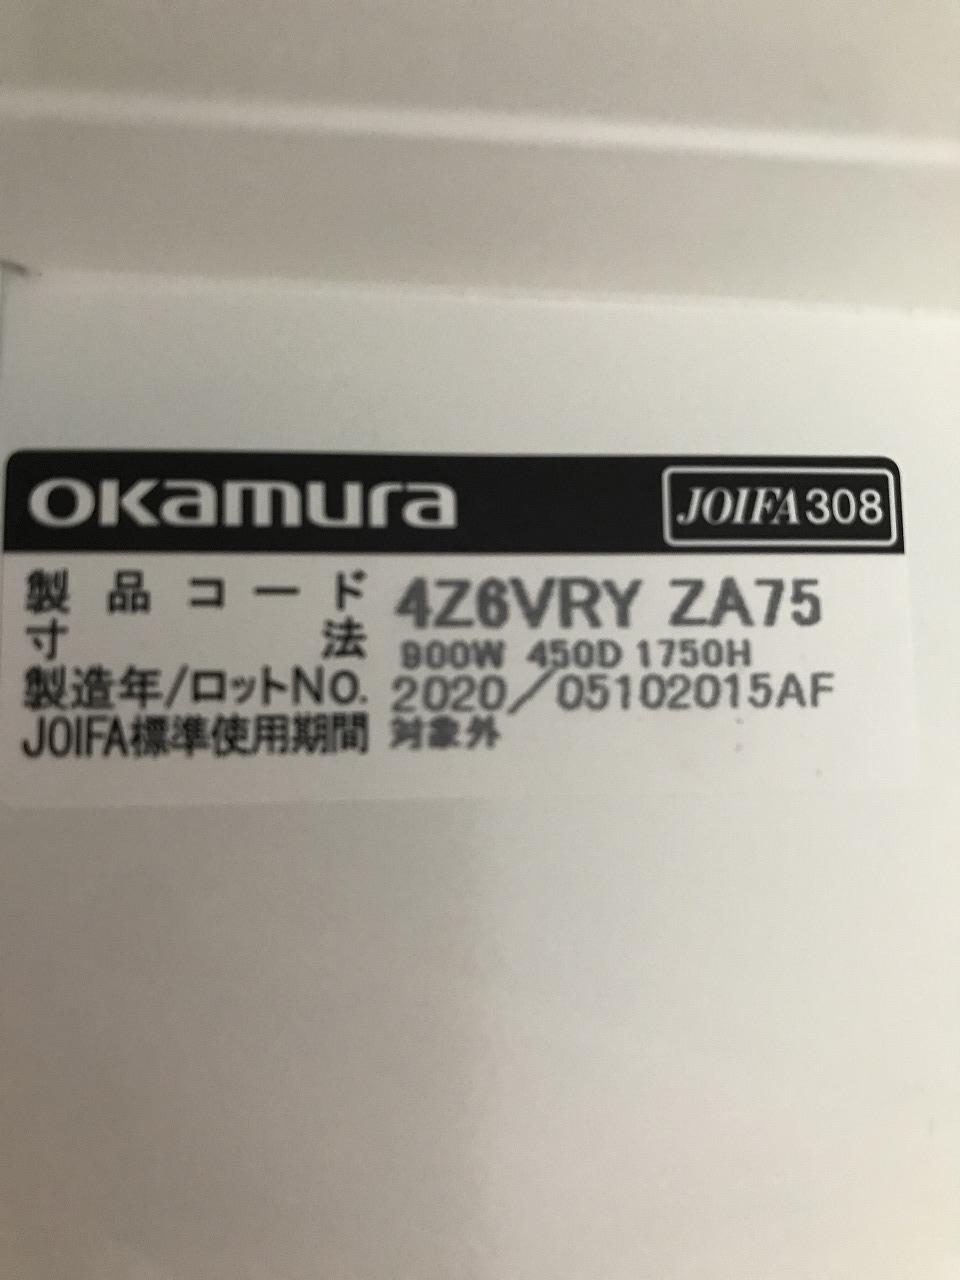 OKamura JOIFA308
製品コード 4Z6VRY ZA75
寸法 900W 450D 1750H
製造年/ロットNo. 2020/05102015AF
JOIFA標準使用期間 対象外